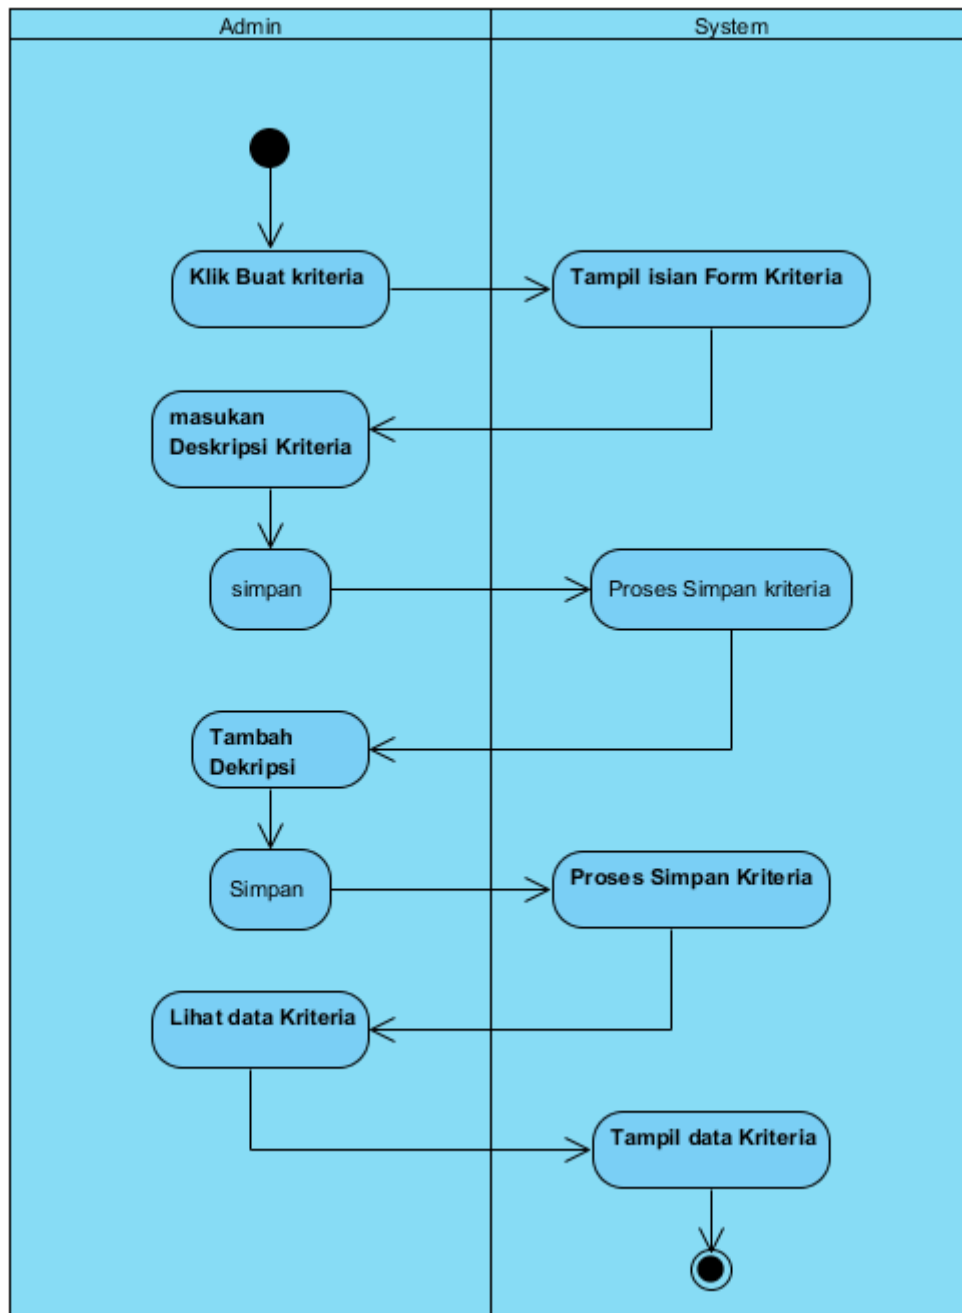 Admin
System
Klik Buat kriteria
Tampil isian Form Kriteria
masukan
Deskripsi Kriteria
simpan
Proses Simpan kriteria
Tambah
Dekripsi
Simpan
Proses Simpan Kriteria
Lihat data Kriteria
Tampil data Kriteria